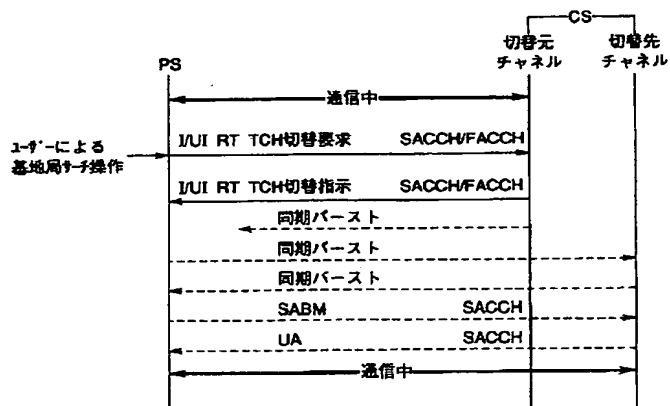 CS
切替元
チャネル
切替先
チャネル
PS
通信中
ユーザーによる
基地局サーチ操作
I/UI RT TCH切替要求 SACCH/FACCH
I/UI RT TCH切替指示 SACCH/FACCH
同期バースト
同期バースト
同期バースト
SABM SACCH
UA SACCH
通信中